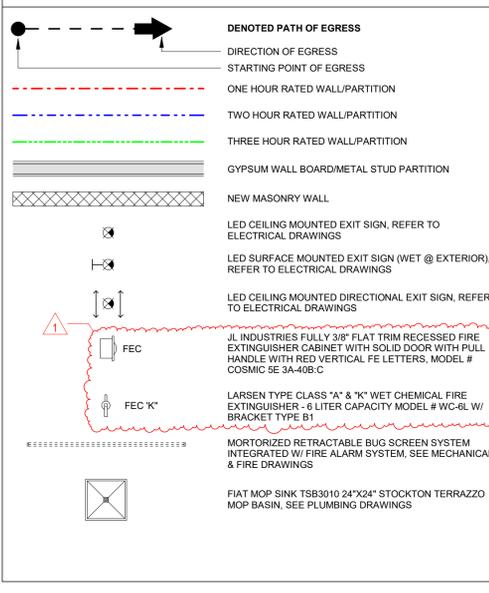 DENOTED PATH OF EGRESS
DIRECTION OF EGRESS
STARTING POINT OF EGRESS
ONE HOUR RATED WALL/PARTITION
TWO HOUR RATED WALL/PARTITION
THREE HOUR RATED WALL/PARTITION
GYPSUM WALL BOARD/METAL STUD PARTITION
NEW MASONRY WALL
LED CEILING MOUNTED EXIT SIGN, REFER TO
ELECTRICAL DRAWINGS
LED SURFACE MOUNTED EXIT SIGN (WET @ EXTERIOR),
REFER TO ELECTRICAL DRAWINGS
LED CEILING MOUNTED DIRECTIONAL EXIT SIGN, REFER
TO ELECTRICAL DRAWINGS
1
FEC
JL INDUSTRIES FULLY 3/8" FLAT TRIM RECESSED FIRE
EXTINGUISHER CABINET WITH SOLID DOOR WITH PULL
HANDLE WITH RED VERTICAL FE LETTERS, MODEL #
COSMIC 5E 3A-40B:C
FEC 'K"
LARSEN TYPE CLASS "A" & "K" WET CHEMICAL FIRE
EXTINGUISHER - 6 LITER CAPACITY MODEL # WC-6L W/
BRACKET TYPE B1
MORTORIZED RETRACTABLE BUG SCREEN SYSTEM
INTEGRATED W/ FIRE ALARM SYSTEM, SEE MECHANICA
& FIRE DRAWINGS
FIAT MOP SINK TSB3010 24"X24" STOCKTON TERRAZZO
MOP BASIN, SEE PLUMBING DRAWINGS